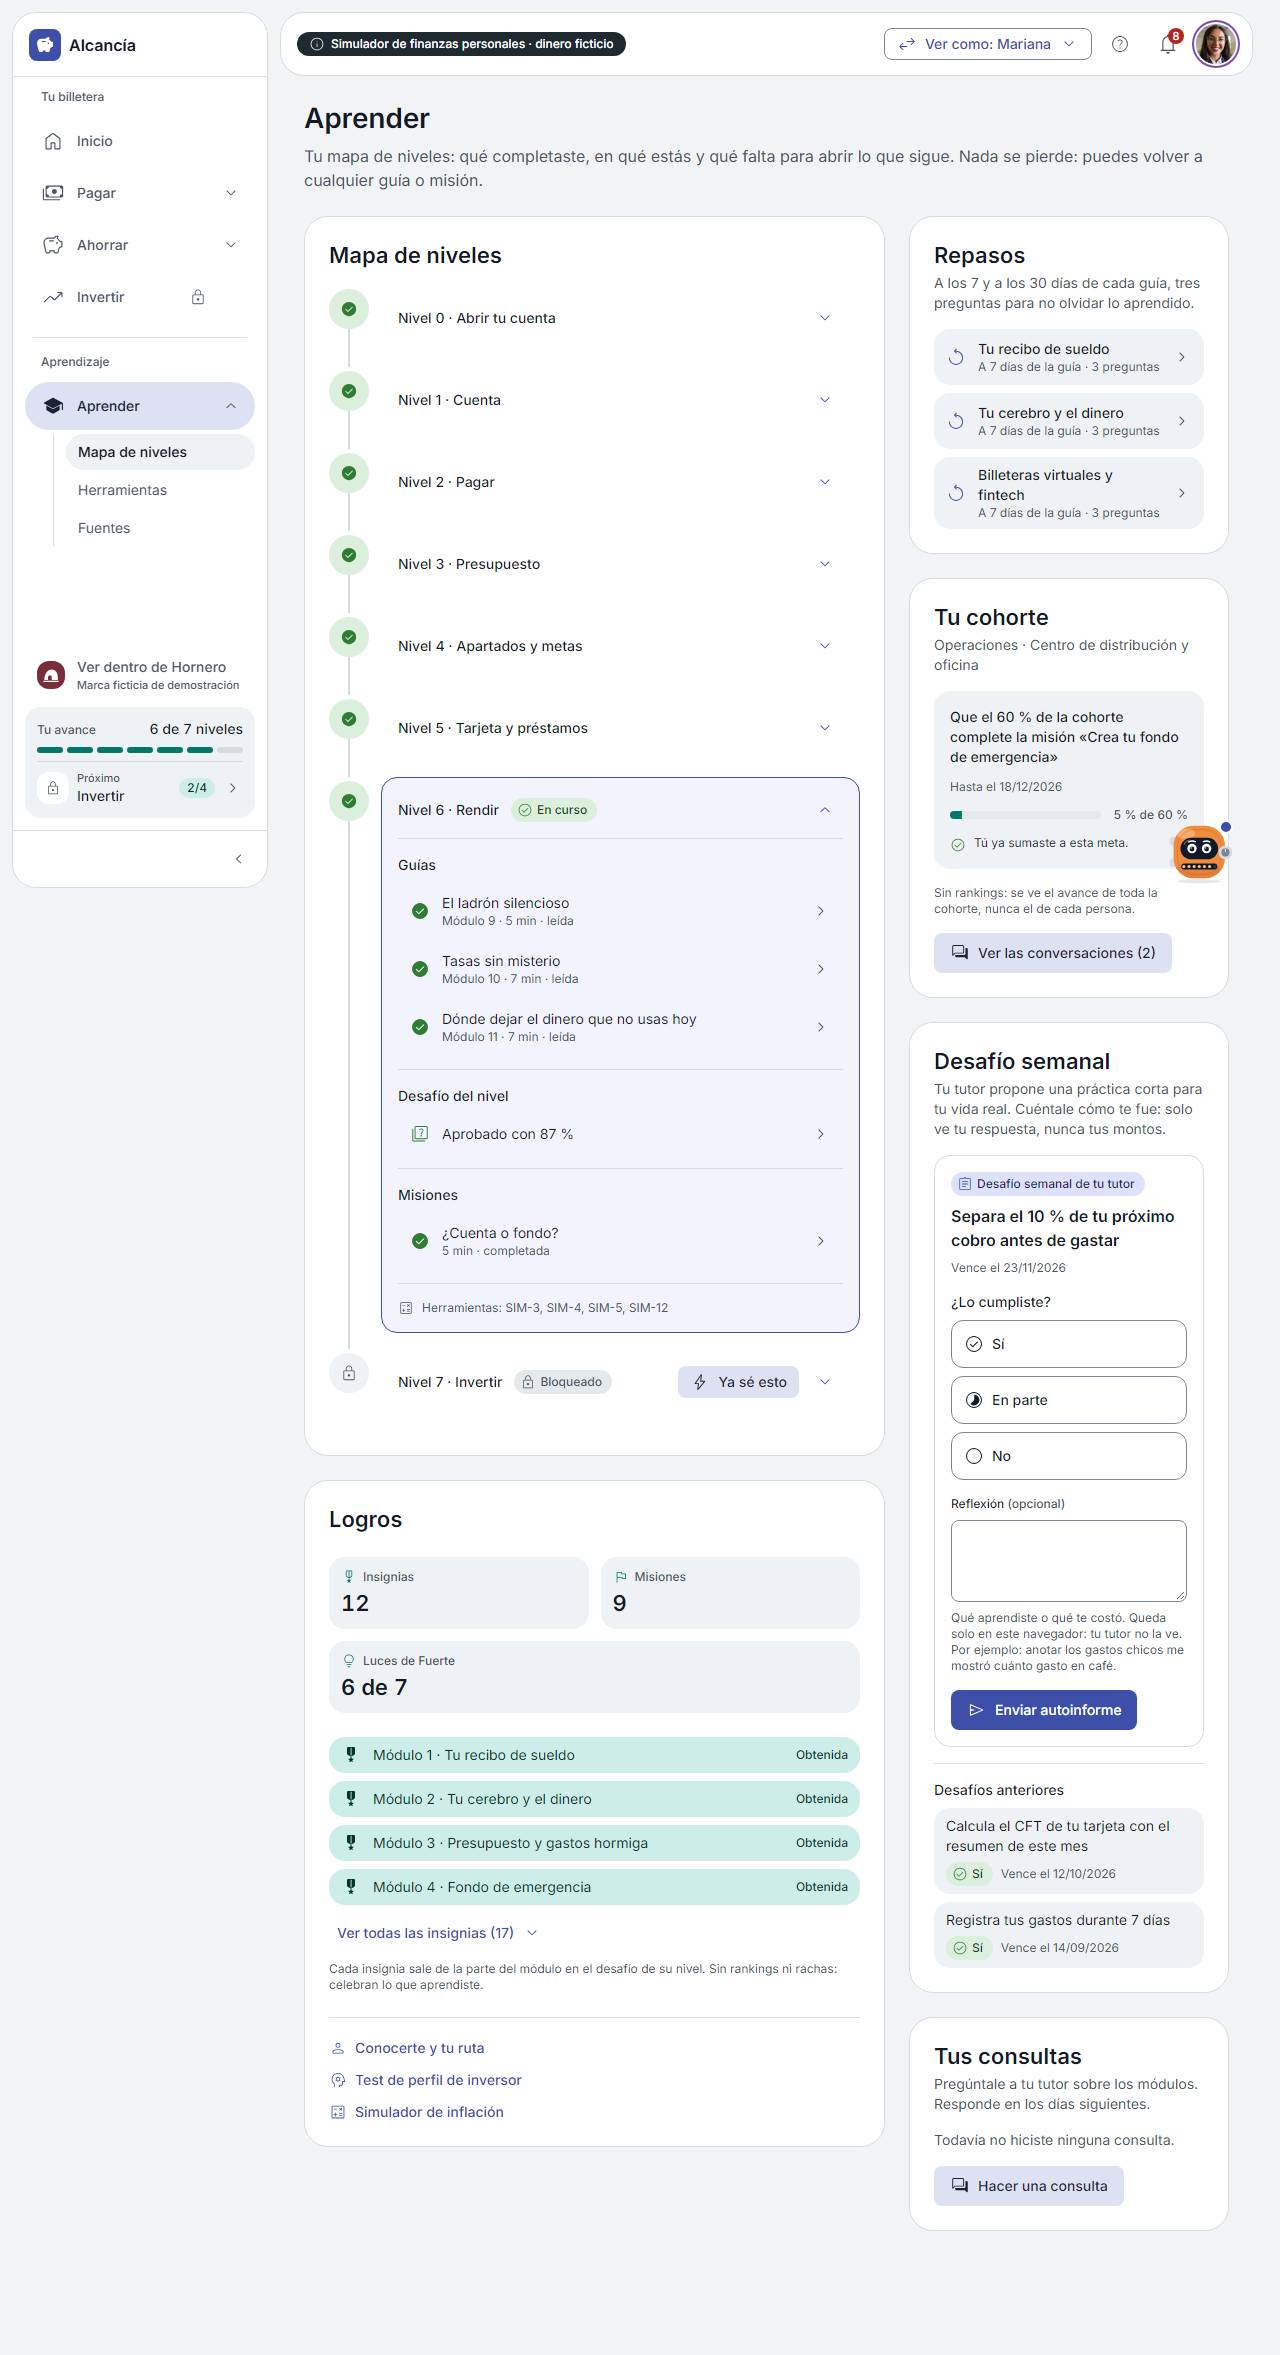 Alcancía
Tu billetera
Inicio
Pagar
Ahorrar
Invertir
Aprendizaje
Aprender
Mapa de niveles
Herramientas
Fuentes
Ver dentro de Hornero
Marca ficticia de demostración
Tu avance
6 de 7 niveles
Próximo
Invertir
2/4
Simulador de finanzas personales · dinero ficticio
Ver como: Mariana
8
Aprender
Tu mapa de niveles: qué completaste, en qué estás y qué falta para abrir lo que sigue. Nada se pierde: puedes volver a
cualquier guía o misión.
Mapa de niveles
Nivel 0 · Abrir tu cuenta
Nivel 1 · Cuenta
Nivel 2 · Pagar
Nivel 3 · Presupuesto
Nivel 4 · Apartados y metas
Nivel 5 · Tarjeta y préstamos
Nivel 6 · Rendir
En curso
Guías
El ladrón silencioso
Módulo 9 · 5 min · leída
Tasas sin misterio
Módulo 10 · 7 min · leída
Dónde dejar el dinero que no usas hoy
Módulo 11 · 7 min · leída
Desafío del nivel
Aprobado con 87 %
Misiones
¿Cuenta o fondo?
5 min · completada
Herramientas: SIM-3, SIM-4, SIM-5, SIM-12
Nivel 7 · Invertir
Bloqueado
Ya sé esto
Logros
Insignias
12
Misiones
9
Luces de Fuerte
6 de 7
Módulo 1 · Tu recibo de sueldo
Obtenida
Módulo 2 · Tu cerebro y el dinero
Obtenida
Módulo 3 · Presupuesto y gastos hormiga
Obtenida
Módulo 4 · Fondo de emergencia
Obtenida
Ver todas las insignias (17)
Cada insignia sale de la parte del módulo en el desafío de su nivel. Sin rankings ni rachas:
celebran lo que aprendiste.
Conocerte y tu ruta
Test de perfil de inversor
Simulador de inflación
Repasos
A los 7 y a los 30 días de cada guía, tres
preguntas para no olvidar lo aprendido.
Tu recibo de sueldo
A 7 días de la guía · 3 preguntas
Tu cerebro y el dinero
A 7 días de la guía · 3 preguntas
Billeteras virtuales y
fintech
A 7 días de la guía · 3 preguntas
Tu cohorte
Operaciones · Centro de distribución y
oficina
Que el 60 % de la cohorte
complete la misión «Crea tu fondo
de emergencia»
Hasta el 18/12/2026
5 % de 60 %
Tú ya sumaste a esta meta.
Sin rankings: se ve el avance de toda la
cohorte, nunca el de cada persona.
Ver las conversaciones (2)
Desafío semanal
Tu tutor propone una práctica corta para
tu vida real. Cuéntale cómo te fue: solo
ve tu respuesta, nunca tus montos.
Desafío semanal de tu tutor
Separa el 10 % de tu próximo
cobro antes de gastar
Vence el 23/11/2026
¿Lo cumpliste?
Sí
En parte
No
Reflexión (opcional)
Qué aprendiste o qué te costó. Queda
solo en este navegador: tu tutor no la ve.
Por ejemplo: anotar los gastos chicos me
mostró cuánto gasto en café.
Enviar autoinforme
Desafíos anteriores
Calcula el CFT de tu tarjeta con el
resumen de este mes
Sí
Vence el 12/10/2026
Registra tus gastos durante 7 días
Sí
Vence el 14/09/2026
Tus consultas
Pregúntale a tu tutor sobre los módulos.
Responde en los días siguientes.
Todavía no hiciste ninguna consulta.
Hacer una consulta